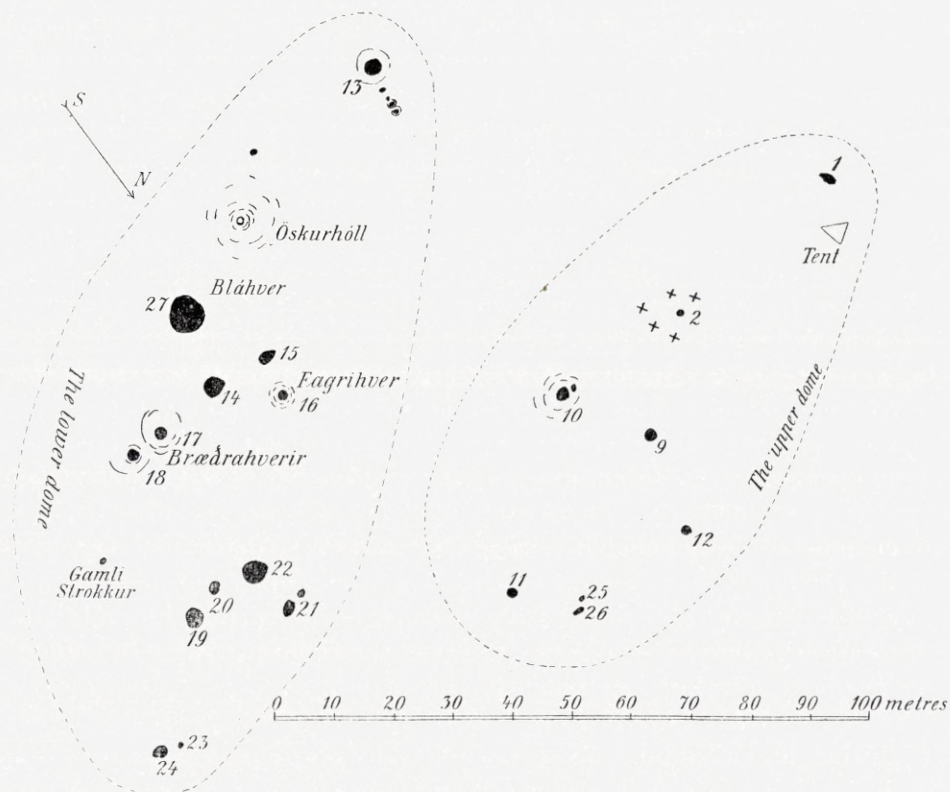 13
S
N
Öskurhóll
Bláhver
27
15
14
Fagrihver
16
17
Bræðrahverir
18
The lower dome
Gamli
Strokkur
22
20
21
19
23
24
1
Tent
2
10
9
The upper dome
12
11
25
26
0 10 20 30 40 50 60 70 80 90 100 metres